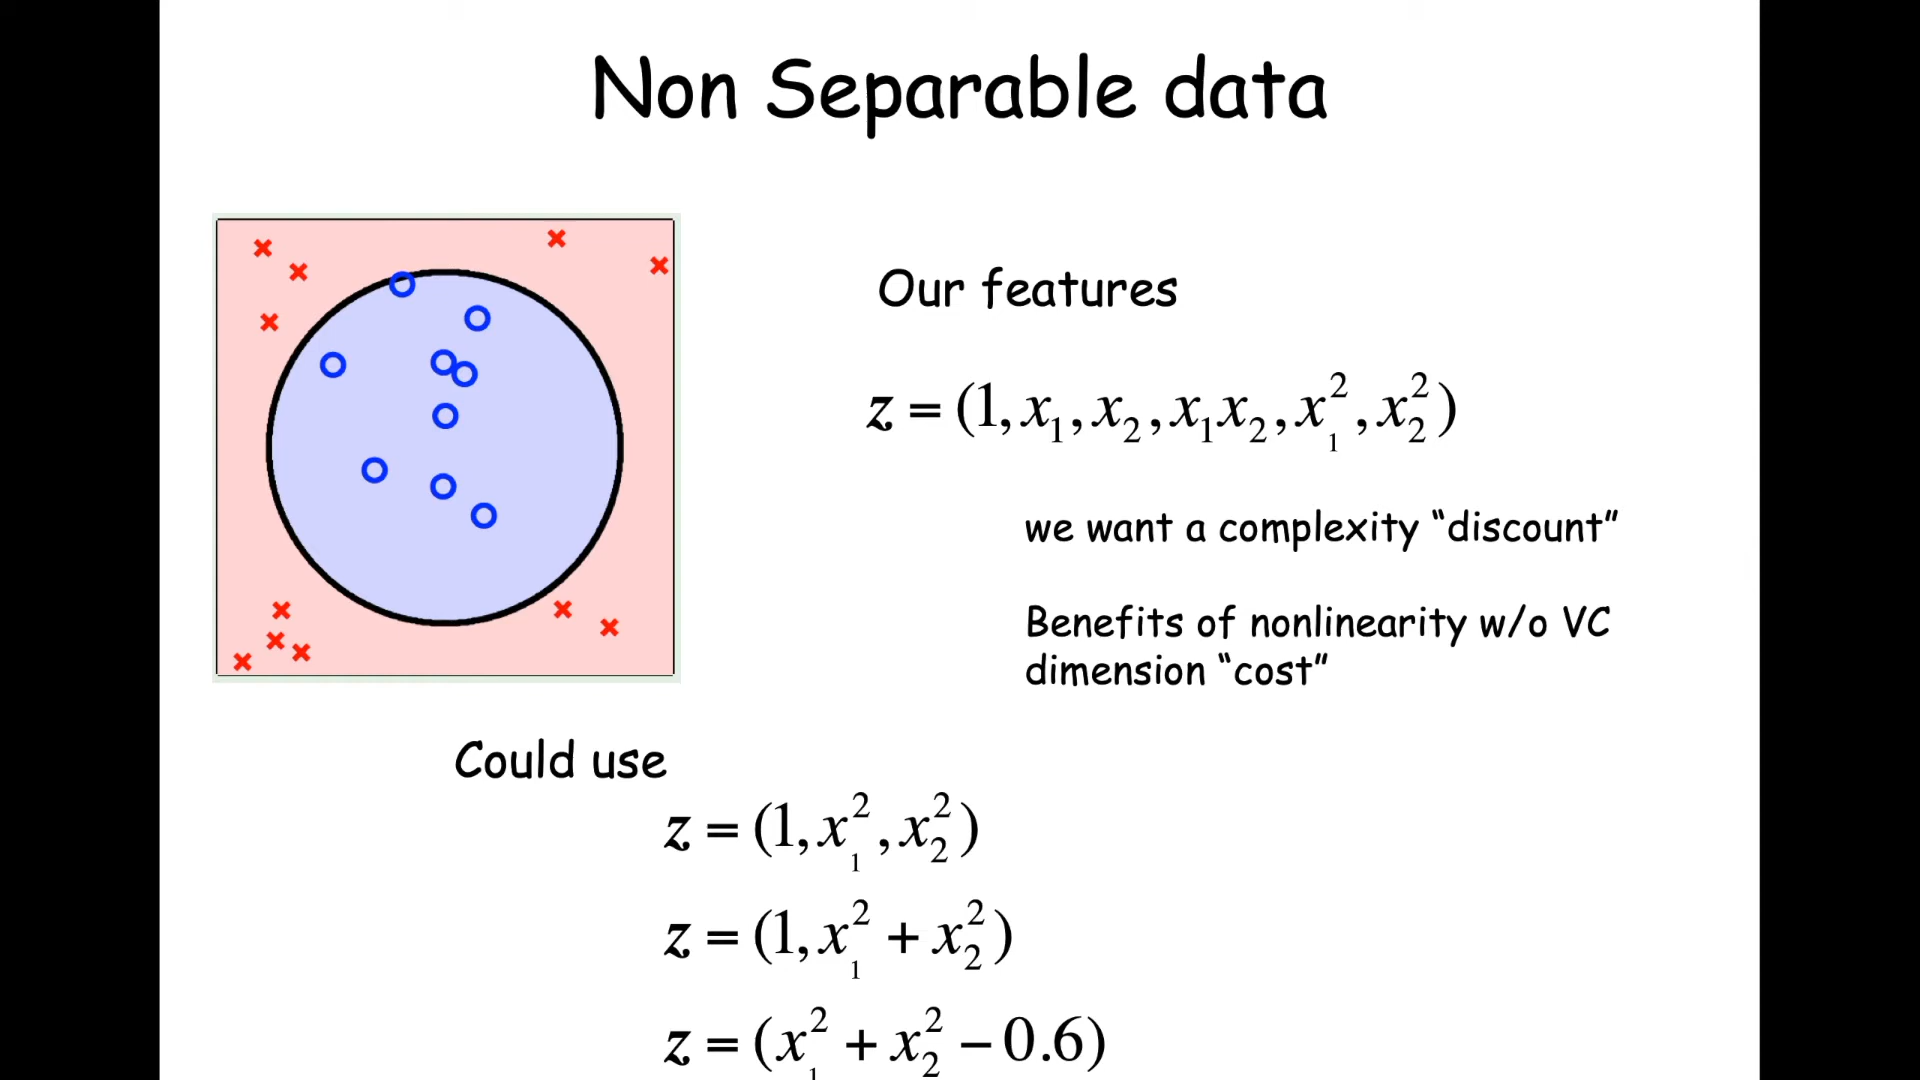 Non Separable data
Our features
z = (1, x₁, x₂, x₁x₂, x₁², x₂²)
we want a complexity “discount”
Benefits of nonlinearity w/o VC
dimension “cost”
Could use
z = (1, x₁², x₂²)
z = (1, x₁² + x₂²)
z = (x₁² + x₂² − 0.6)